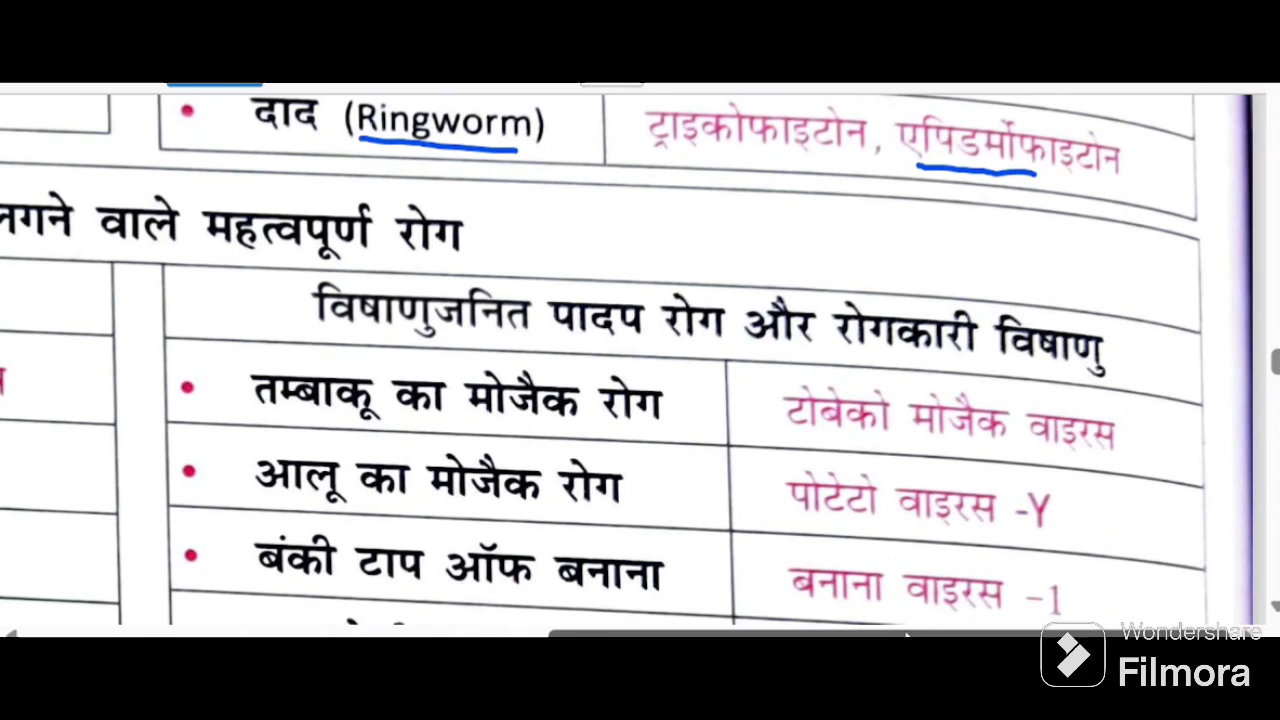 दाद (Ringworm)
ट्राइकोफाइटोन, एपिडर्मोफाइटोन
लगने वाले महत्वपूर्ण रोग
विषाणुजनित पादप रोग और रोगकारी विषाणु
तम्बाकू का मोजैक रोग
टोबेको मोजैक वाइरस
आलू का मोजैक रोग
पोटेटो वाइरस -Y
बंकी टाप ऑफ बनाना
बनाना वाइरस -1
Wondershare
Filmora